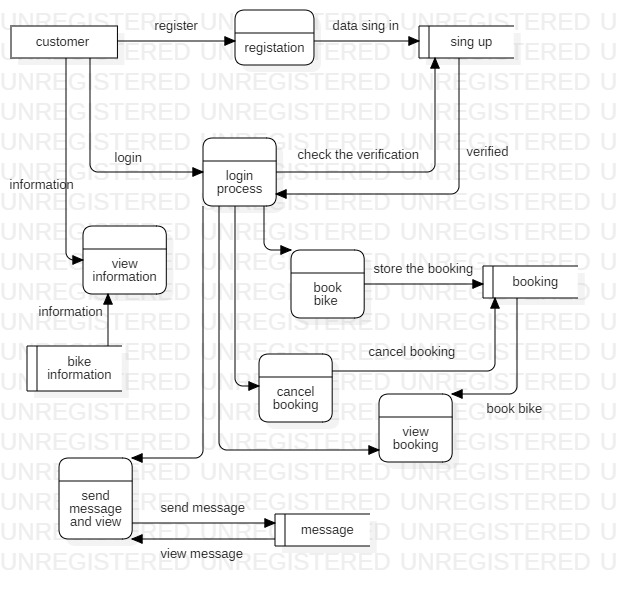 register
data sing in
customer
registation
sing up
login
check the verification
verified
login
process
information
view
information
book
bike
store the booking
booking
information
bike
information
cancel booking
cancel
booking
book bike
view
booking
send
message
and view
send message
message
view message
UNREGISTERED UNREGISTERED UNREGISTERED U